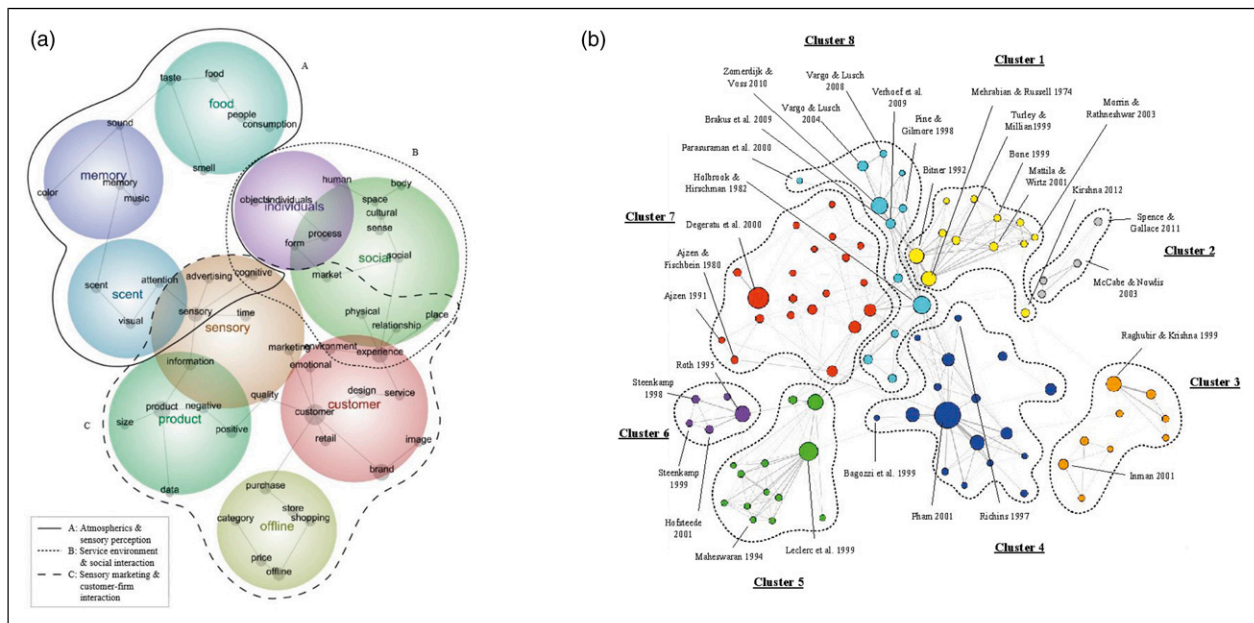 (a)
A
food
taste
food
people
consumption
sound
smell
memory
memory
music
color
B
human
body
objects
individuals
individuals
space
cultural
sense
form
process
social
social
market
scent
scent
attention
advertising
cognitive
visual
sensory
time
sensory
physical
place
relationship
marketing
environment
experience
information
emotional
quality
design
service
customer
customer
product
negative
product
size
positive
C
retail
image
brand
data
purchase
store
category
shopping
offline
price
offline
A: Atmospherics &
sensory perception
B: Service environment
& social interaction
C: Sensory marketing &
customer-firm
interaction
(b)
Cluster 8
Cluster 1
Zomerdijk &
Voss 2010
Vargo & Lusch
2008
Verhoef et al.
2009
Mehrabian & Russell 1974
Morrin &
Rathneshwar 2003
Brakus et al. 2009
Vargo & Lusch
2004
Pine &
Gilmore 1998
Turley &
Millian 1999
Parasuraman et al. 2000
Bone 1999
Holbrook &
Hirschman 1982
Bitner 1992
Mattila &
Wirtz 2001
Kirshna 2012
Cluster 7
Spence &
Gallace 2011
Degeratu et al.
2000
Cluster 2
Ajzen &
Fischbein
1980
McCabe & Nowlis
2003
Ajzen 1991
Raghubir & Krishna 1999
Roth 1995
Cluster 3
Steenkamp
1998
Cluster 6
Steenkamp
1999
Bagozzi et al. 1999
Inman 2001
Hofsteede
2001
Pham 2001
Richins 1997
Maheswaran 1994
Leclerc et al. 1999
Cluster 4
Cluster 5